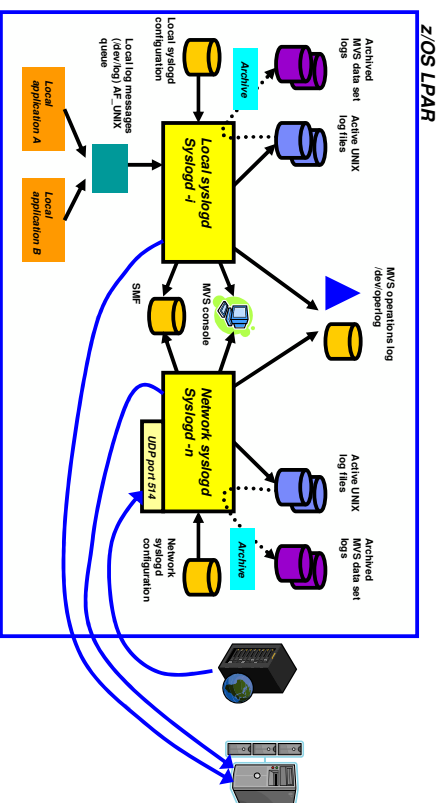 z/OS LPAR
Archived
MVS data set
logs
Active UNIX
log files
MVS operations log
/dev/operlog
Active UNIX
log files
Archived
MVS data set
logs
Archive
Archive
Local syslogd
configuration
Local syslogd
Syslogd -i
MVS console
SMF
Network syslogd
Syslogd -n
UDP port 514
Network
syslogd
configuration
Local log messages
(/dev/log) AF_UNIX
queue
Local
application A
Local
application B